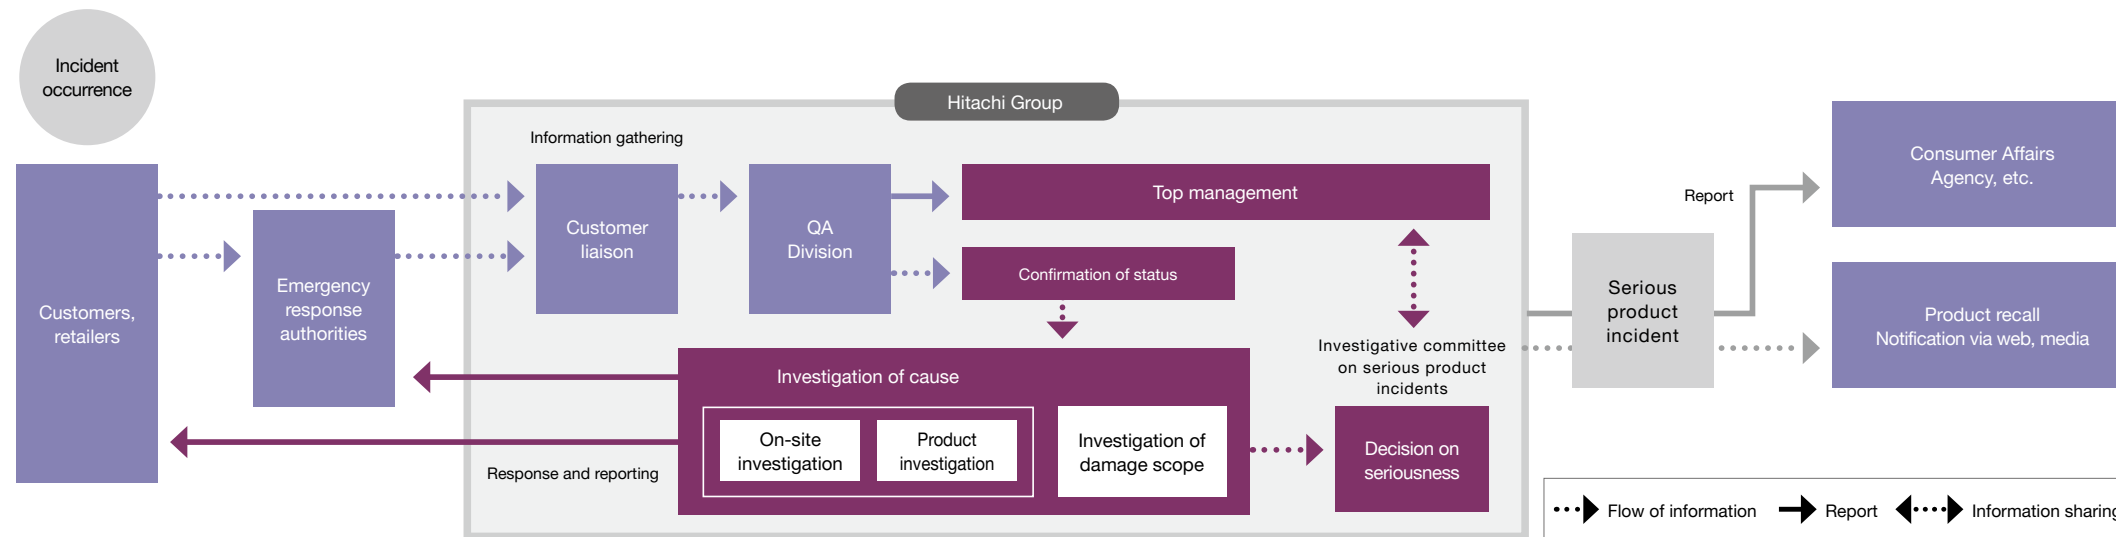 Incident
occurrence
Hitachi Group
Information gathering
Customers,
retailers
Emergency
response
authorities
Customer
liaison
QA
Division
Top management
Confirmation of status
Investigation of cause
On-site
investigation
Product
investigation
Investigation of
damage scope
Response and reporting
Investigative committee
on serious product
incidents
Decision on
seriousness
Serious
product
incident
Report
Consumer Affairs
Agency, etc.
Product recall
Notification via web, media
Flow of information
Report
Information sharing